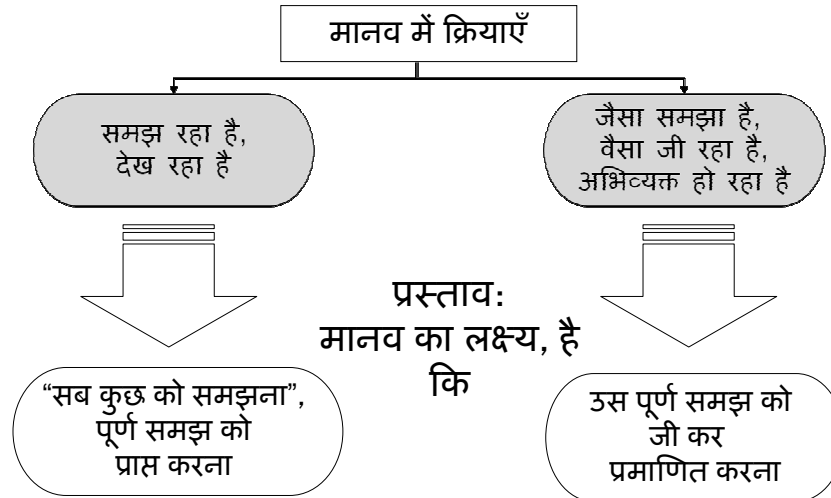 मानव में क्रियाएँ
समझ रहा है,
देख रहा है
जैसा समझा है,
वैसा जी रहा है,
अभिव्यक्त हो रहा है
प्रस्ताव:
मानव का लक्ष्य, है
कि
“सब कुछ को समझना”,
पूर्ण समझ को
प्राप्त करना
उस पूर्ण समझ को
जी कर
प्रमाणित करना